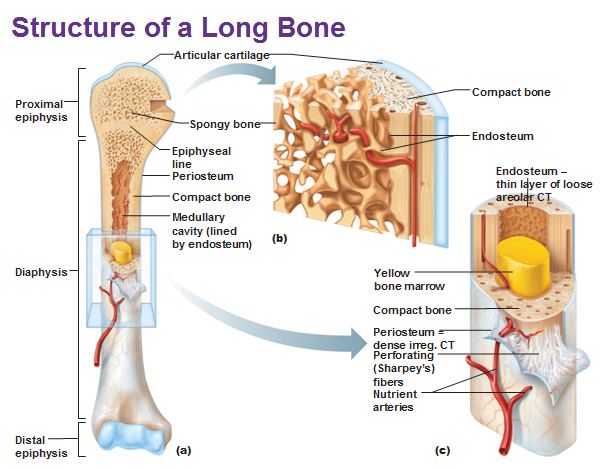 Structure of a Long Bone
Articular cartilage
Proximal
epiphysis
Spongy bone
Epiphyseal
line
Periosteum
Compact bone
Medullary
cavity (lined
by endosteum)
Diaphysis
Distal
epiphysis
(a)
Compact bone
Endosteum
(b)
Endosteum –
thin layer of loose
areolar CT
Yellow
bone marrow
Compact bone
Periosteum =
dense irreg. CT
Perforating
(Sharpey's)
fibers
Nutrient
arteries
(c)